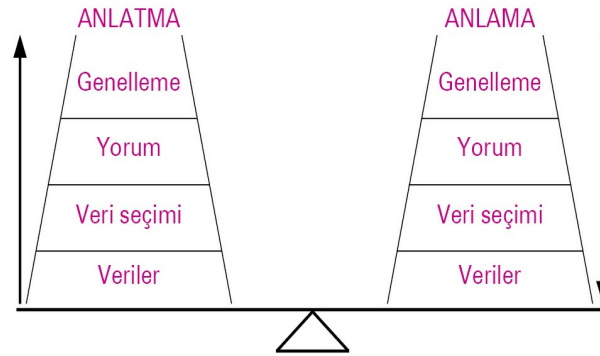 ANLATMA
Genelleme
Yorum
Veri seçimi
Veriler
ANLAMA
Genelleme
Yorum
Veri seçimi
Veriler